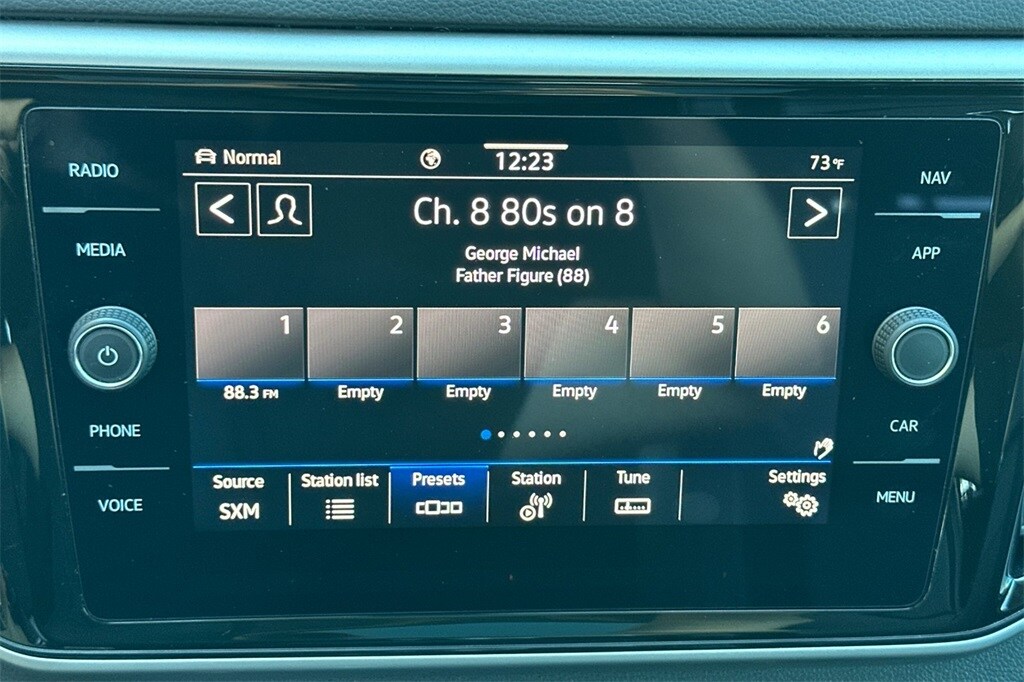 RADIO
MEDIA
PHONE
VOICE
Normal
12:23
73°F
< >
Ch. 8 80s on 8
George Michael
Father Figure (88)
1 2 3 4 5 6
88.3 FM Empty Empty Empty Empty Empty
Source Station list Presets Station Tune Settings
SXM
NAV
APP
CAR
MENU